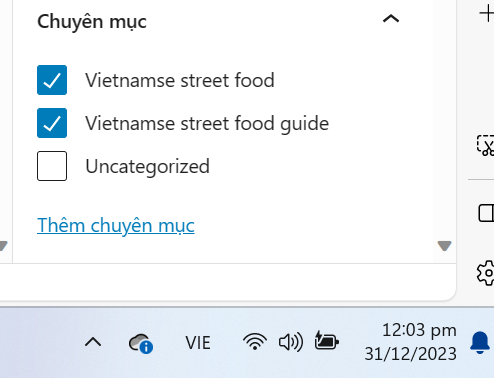 Chuyên mục
Vietnamse street food
Vietnamse street food guide
Uncategorized
Thêm chuyên mục
VIE
12:03 pm
31/12/2023